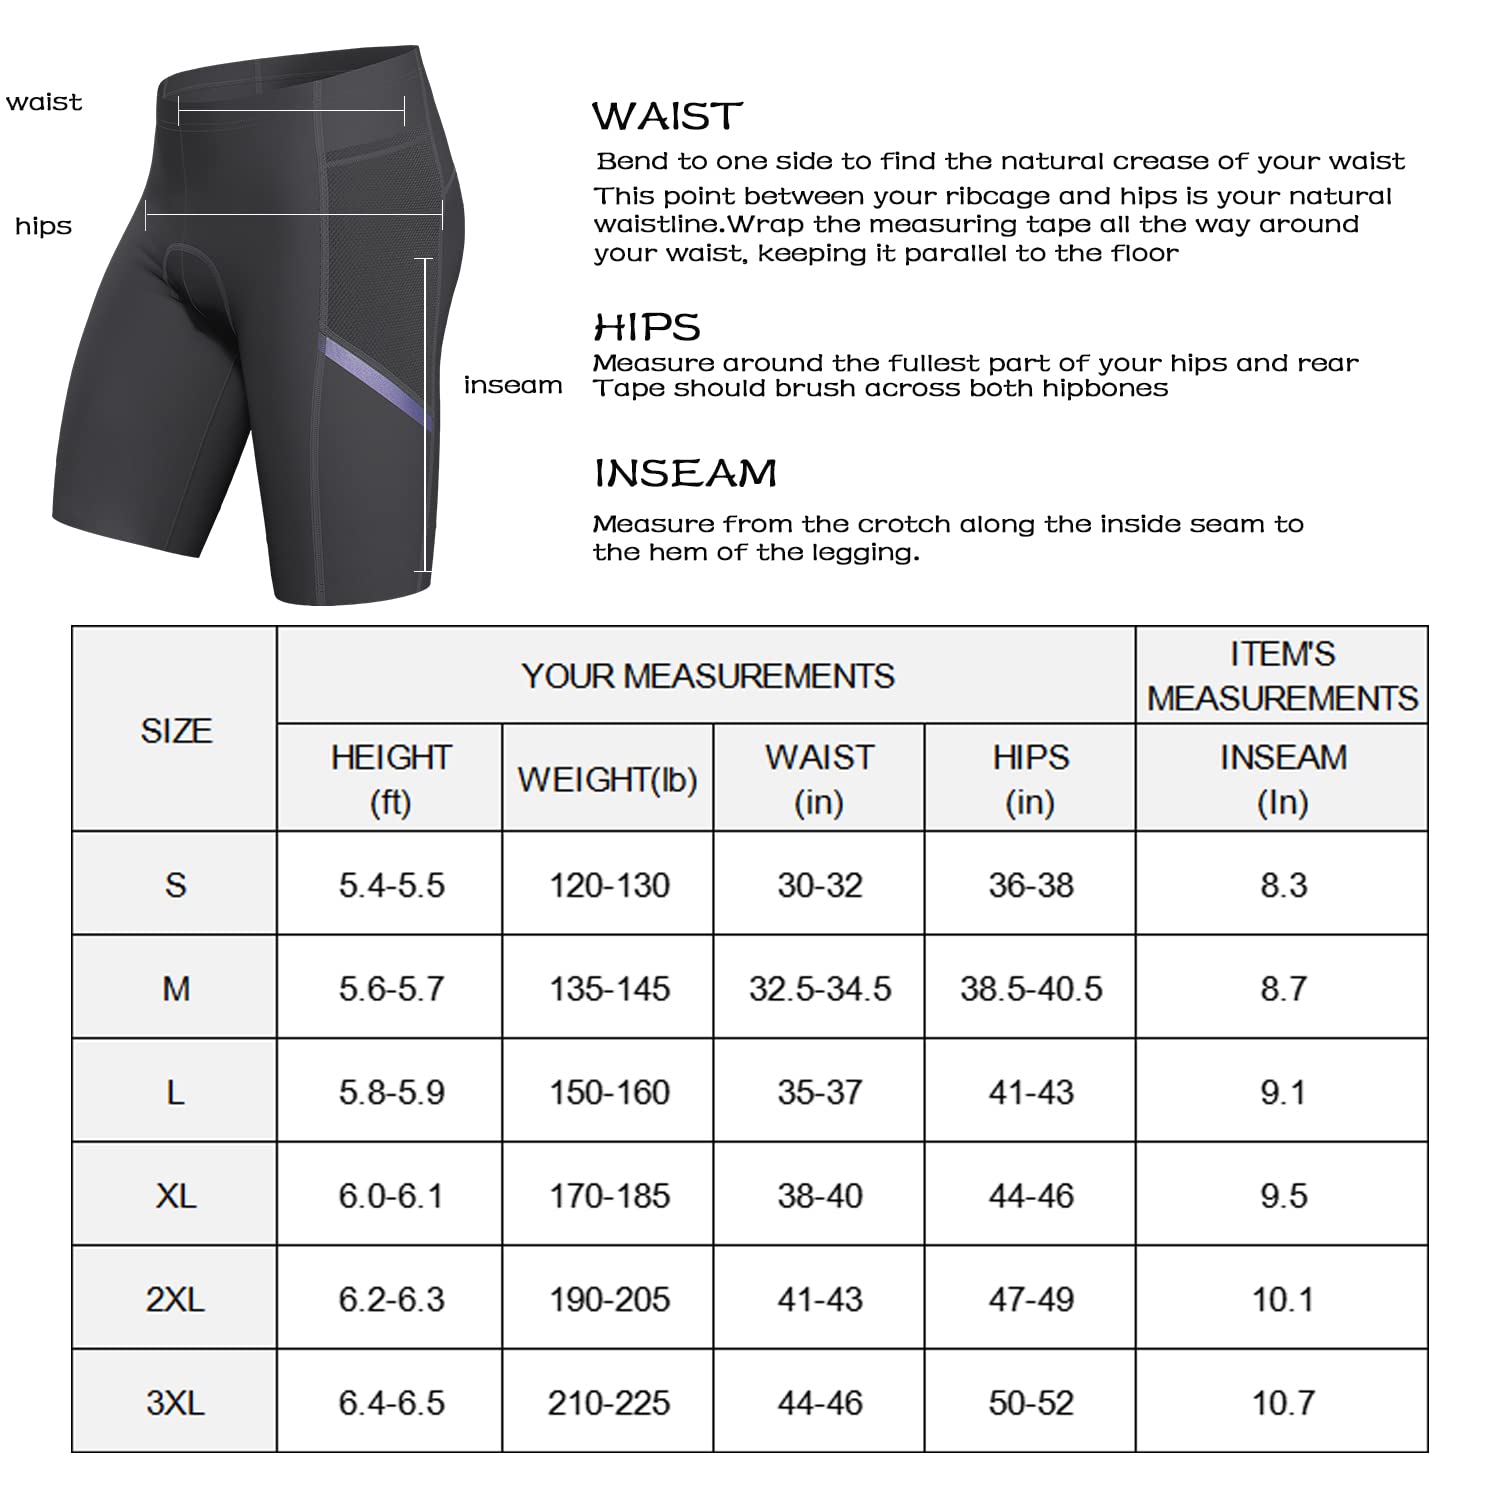 waist
hips
inseam
WAIST
Bend to one side to find the natural crease of your waist
This point between your ribcage and hips is your natural
waistline.Wrap the measuring tape all the way around
your waist, keeping it parallel to the floor
HIPS
Measure around the fullest part of your hips and rear
Tape should brush across both hipbones
INSEAM
Measure from the crotch along the inside seam to
the hem of the legging.
SIZE
YOUR MEASUREMENTS
ITEM'S
MEASUREMENTS
HEIGHT
(ft)
WEIGHT(lb)
WAIST
(in)
HIPS
(in)
INSEAM
(In)
S 5.4-5.5 120-130 30-32 36-38 8.3
M 5.6-5.7 135-145 32.5-34.5 38.5-40.5 8.7
L 5.8-5.9 150-160 35-37 41-43 9.1
XL 6.0-6.1 170-185 38-40 44-46 9.5
2XL 6.2-6.3 190-205 41-43 47-49 10.1
3XL 6.4-6.5 210-225 44-46 50-52 10.7